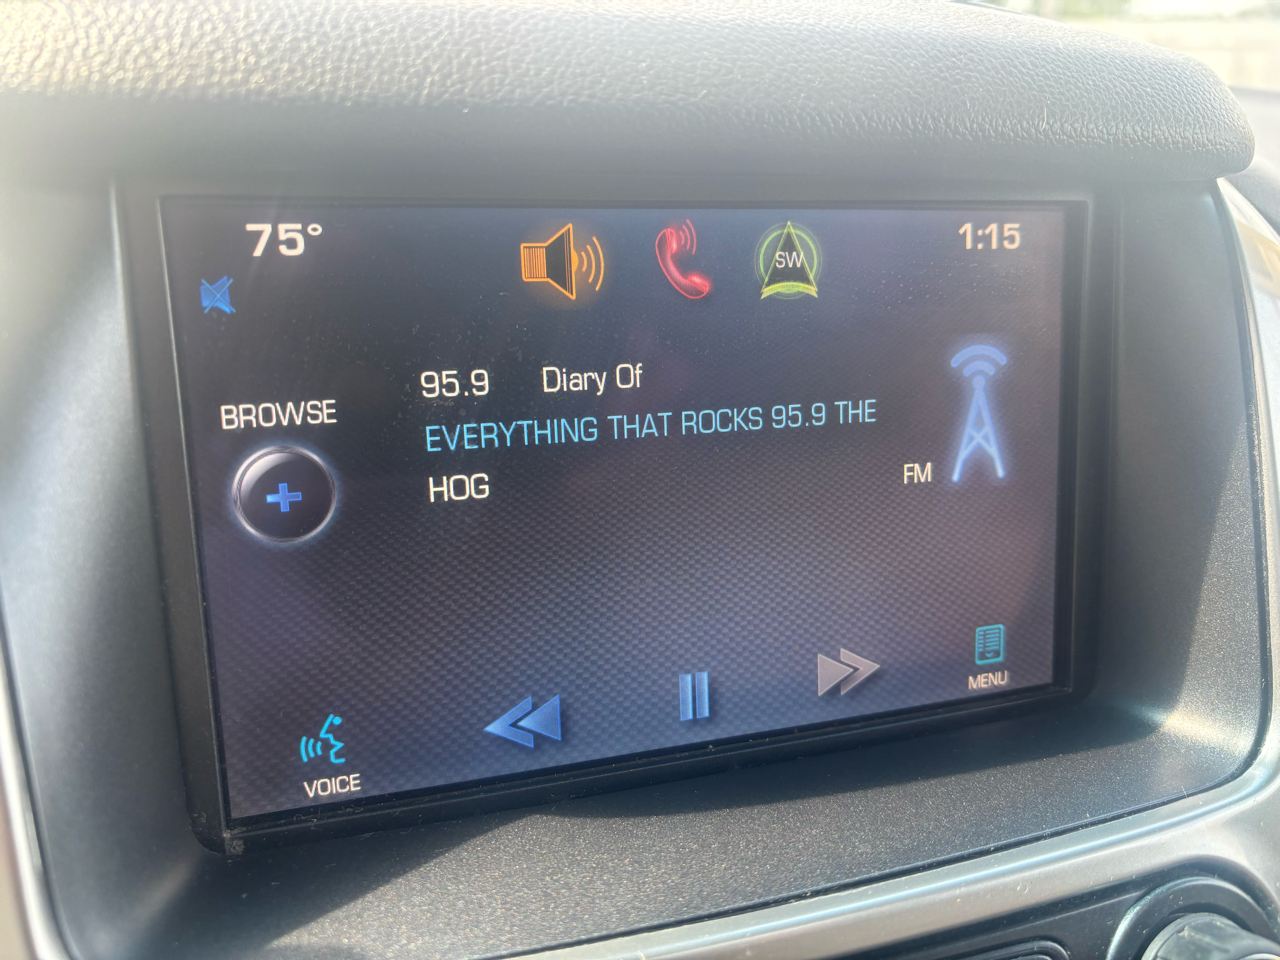 75°
SW
1:15
95.9 Diary Of
BROWSE
EVERYTHING THAT ROCKS 95.9 THE
HOG
FM
MENU
VOICE